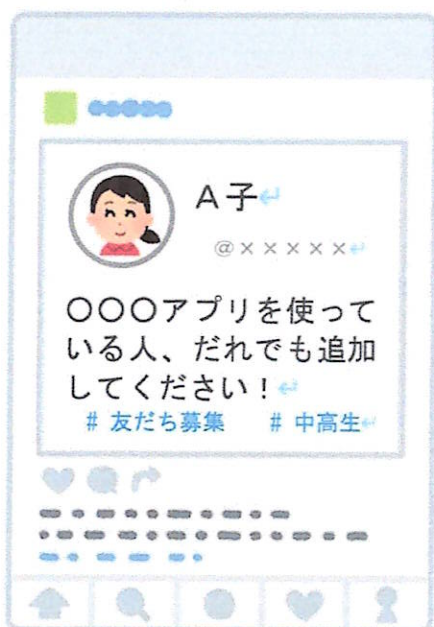 A子↵
@×××××↵
〇〇〇アプリを使って
いる人、だれでも追加
してください！↵
# 友だち募集 # 中高生↵